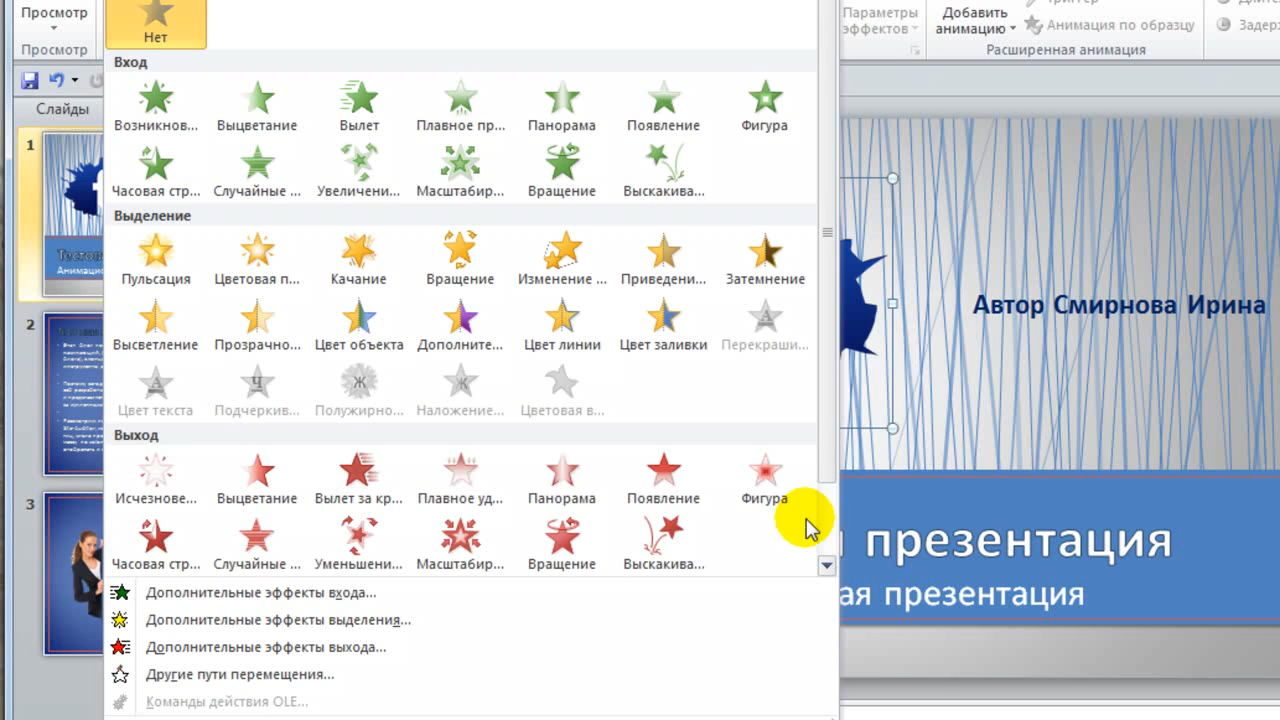 Просмотр
Просмотр
Нет
Параметры эффектов
Добавить анимацию
Анимация по образцу
Расширенная анимация
Слайды
Вход
Возникнов... Выцветание Вылет Плавное пр... Панорама Появление Фигура
Часовая стр... Случайные ... Увеличени... Масштабир... Вращение Выскакива...
Выделение
Пульсация Цветовая п... Качание Вращение Изменение ... Приведени... Затемнение
Высветление Прозрачно... Цвет объекта Дополните... Цвет линии Цвет заливки Перекраши...
Цвет текста Подчеркив... Полужирно... Наложение... Цветовая в...
Выход
Исчезнове... Выцветание Вылет за кр... Плавное уд... Панорама Появление Фигура
Часовая стр... Случайные ... Уменьшени... Масштабир... Вращение Выскакива...
Дополнительные эффекты входа...
Дополнительные эффекты выделения...
Дополнительные эффекты выхода...
Другие пути перемещения...
Команды действия OLE...
1
2
3
Автор Смирнова Ирина
презентация
ая презентация